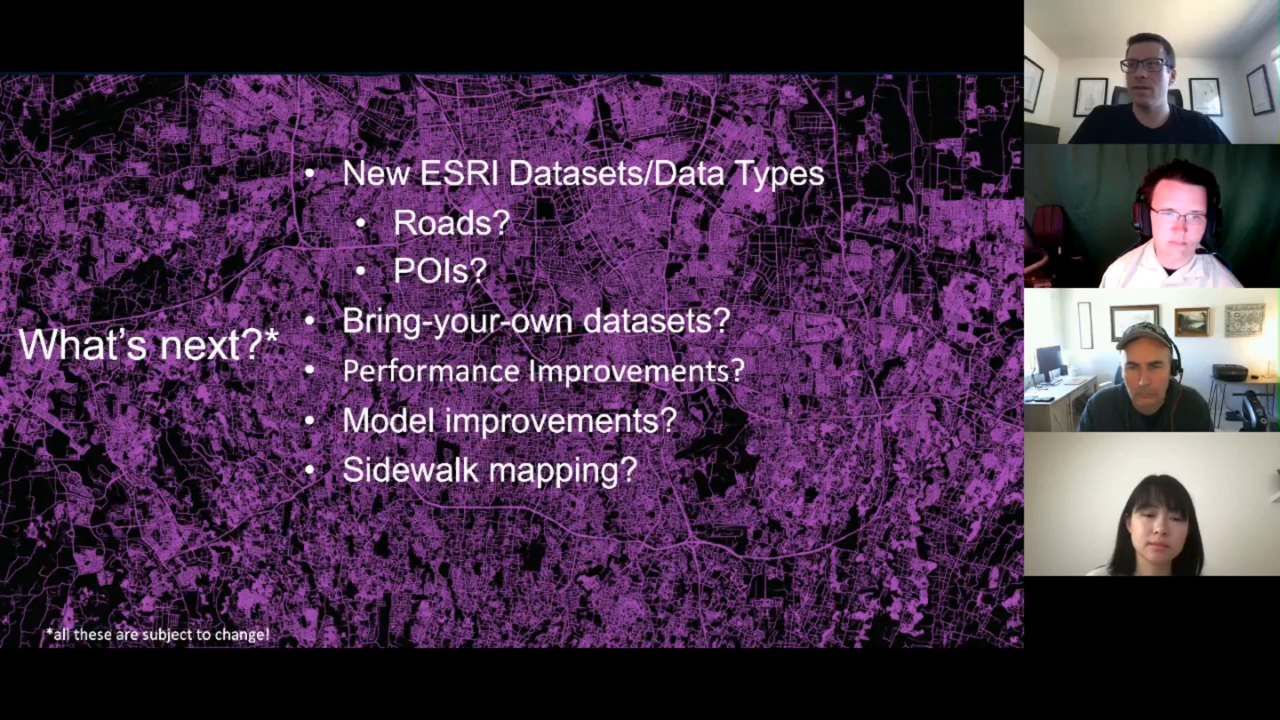 What's next?*
• New ESRI Datasets/Data Types
• Roads?
• POIs?
• Bring-your-own datasets?
• Performance Improvements?
• Model improvements?
• Sidewalk mapping?
*all these are subject to change!